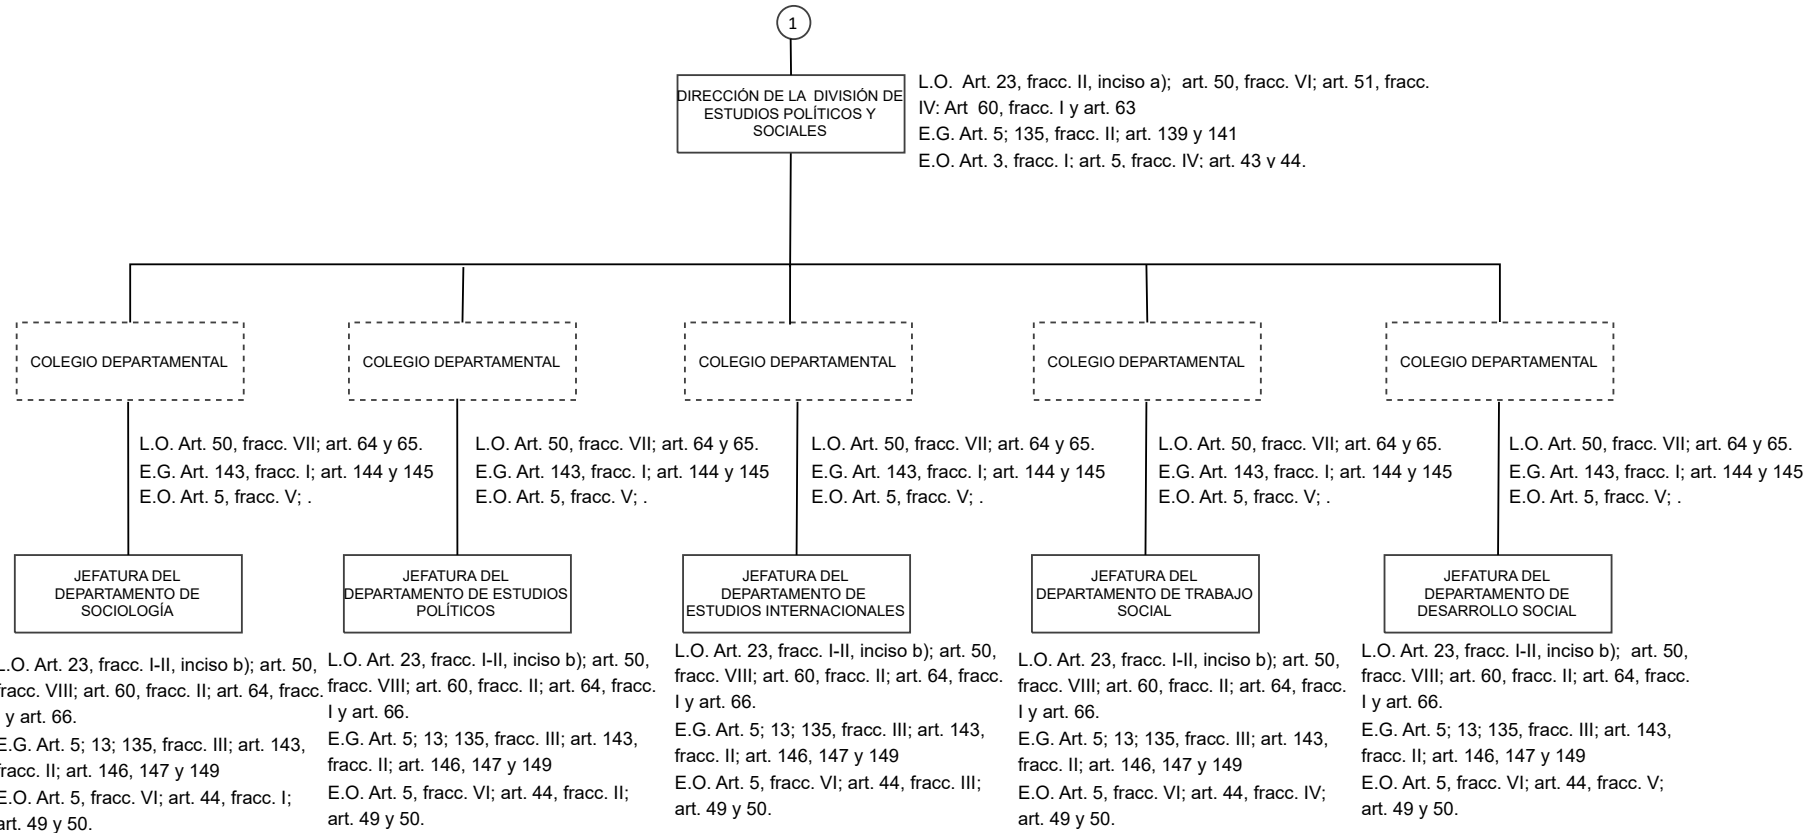 1
DIRECCIÓN DE LA DIVISIÓN DE
ESTUDIOS POLÍTICOS Y
SOCIALES
L.O. Art. 23, fracc. II, inciso a); art. 50, fracc. VI; art. 51, fracc.
IV: Art 60, fracc. I y art. 63
E.G. Art. 5; 135, fracc. II; art. 139 y 141
E.O. Art. 3, fracc. I; art. 5, fracc. IV; art. 43 y 44.
COLEGIO DEPARTAMENTAL
COLEGIO DEPARTAMENTAL
COLEGIO DEPARTAMENTAL
COLEGIO DEPARTAMENTAL
COLEGIO DEPARTAMENTAL
L.O. Art. 50, fracc. VII; art. 64 y 65.
E.G. Art. 143, fracc. I; art. 144 y 145
E.O. Art. 5, fracc. V; .
L.O. Art. 50, fracc. VII; art. 64 y 65.
E.G. Art. 143, fracc. I; art. 144 y 145
E.O. Art. 5, fracc. V; .
L.O. Art. 50, fracc. VII; art. 64 y 65.
E.G. Art. 143, fracc. I; art. 144 y 145
E.O. Art. 5, fracc. V; .
L.O. Art. 50, fracc. VII; art. 64 y 65.
E.G. Art. 143, fracc. I; art. 144 y 145
E.O. Art. 5, fracc. V; .
L.O. Art. 50, fracc. VII; art. 64 y 65.
E.G. Art. 143, fracc. I; art. 144 y 145
E.O. Art. 5, fracc. V; .
JEFATURA DEL
DEPARTAMENTO DE
SOCIOLOGÍA
JEFATURA DEL
DEPARTAMENTO DE ESTUDIOS
POLÍTICOS
JEFATURA DEL
DEPARTAMENTO DE
ESTUDIOS INTERNACIONALES
JEFATURA DEL
DEPARTAMENTO DE TRABAJO
SOCIAL
JEFATURA DEL
DEPARTAMENTO DE
DESARROLLO SOCIAL
L.O. Art. 23, fracc. I-II, inciso b); art. 50,
fracc. VIII; art. 60, fracc. II; art. 64, fracc.
I y art. 66.
E.G. Art. 5; 13; 135, fracc. III; art. 143,
fracc. II; art. 146, 147 y 149
E.O. Art. 5, fracc. VI; art. 44, fracc. I;
art. 49 y 50.
L.O. Art. 23, fracc. I-II, inciso b); art. 50,
fracc. VIII; art. 60, fracc. II; art. 64, fracc.
I y art. 66.
E.G. Art. 5; 13; 135, fracc. III; art. 143,
fracc. II; art. 146, 147 y 149
E.O. Art. 5, fracc. VI; art. 44, fracc. II;
art. 49 y 50.
L.O. Art. 23, fracc. I-II, inciso b); art. 50,
fracc. VIII; art. 60, fracc. II; art. 64, fracc.
I y art. 66.
E.G. Art. 5; 13; 135, fracc. III; art. 143,
fracc. II; art. 146, 147 y 149
E.O. Art. 5, fracc. VI; art. 44, fracc. III;
art. 49 y 50.
L.O. Art. 23, fracc. I-II, inciso b); art. 50,
fracc. VIII; art. 60, fracc. II; art. 64, fracc.
I y art. 66.
E.G. Art. 5; 13; 135, fracc. III; art. 143,
fracc. II; art. 146, 147 y 149
E.O. Art. 5, fracc. VI; art. 44, fracc. IV;
art. 49 y 50.
L.O. Art. 23, fracc. I-II, inciso b); art. 50,
fracc. VIII; art. 60, fracc. II; art. 64, fracc.
I y art. 66.
E.G. Art. 5; 13; 135, fracc. III; art. 143,
fracc. II; art. 146, 147 y 149
E.O. Art. 5, fracc. VI; art. 44, fracc. V;
art. 49 y 50.